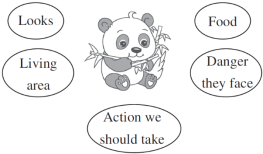 Looks
Food
Living
area
Danger
they face
Action we
should take